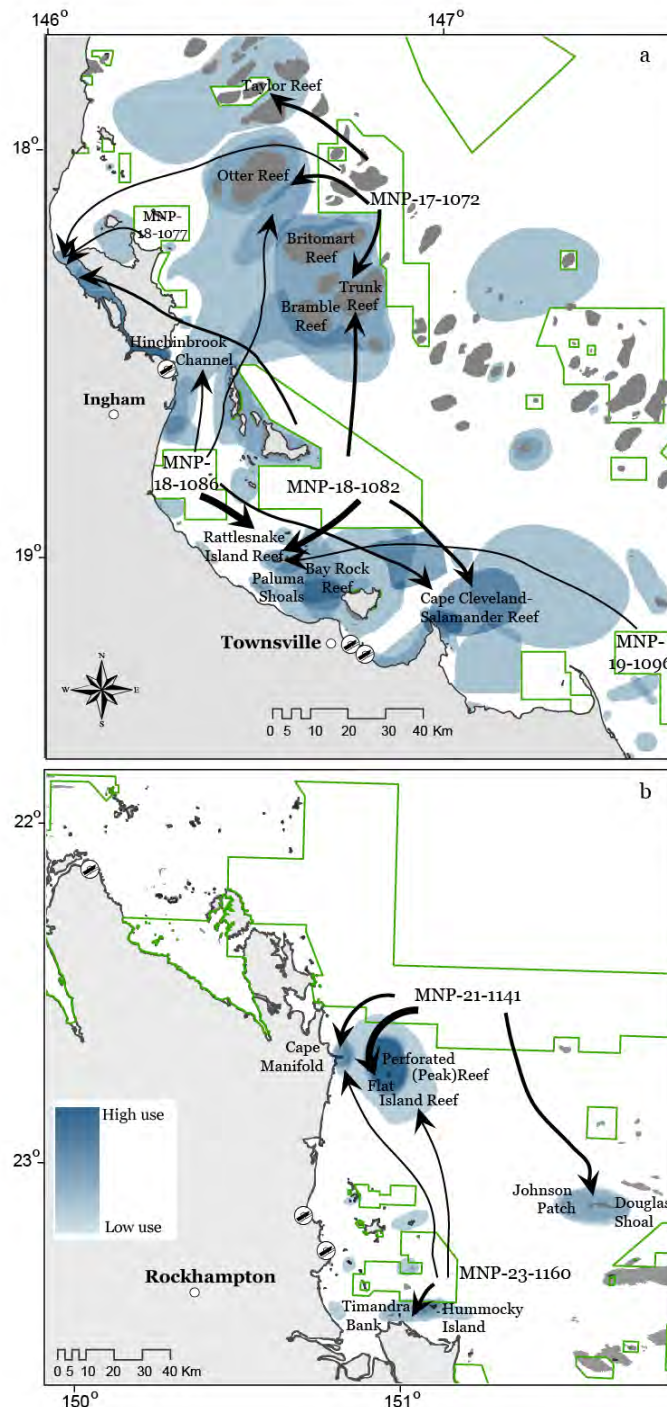 146° 147°
a
Taylor Reef
18°
Otter Reef
MNP-17-1072
MNP-
18-1077
Britomart
Reef
Trunk
Reef
Bramble
Reef
Hinchinbrook
Channel
Ingham
MNP-
18-1086
MNP-18-1082
19°
Rattlesnake
Island Reef
Bay Rock
Reef
Paluma
Shoals
Cape Cleveland-
Salamander Reef
Townsville
MNP-
19-1096
N
W E
S
0 5 10 20 30 40 Km
b
22°
MNP-21-1141
Cape
Manifold
Perforated
(Peak)Reef
Flat
Island Reef
High use
Low use
23°
Johnson
Patch
Douglas
Shoal
MNP-23-1160
Rockhampton
Timandra
Bank
Hummocky
Island
0 5 10 20 30 40 Km
150° 151°